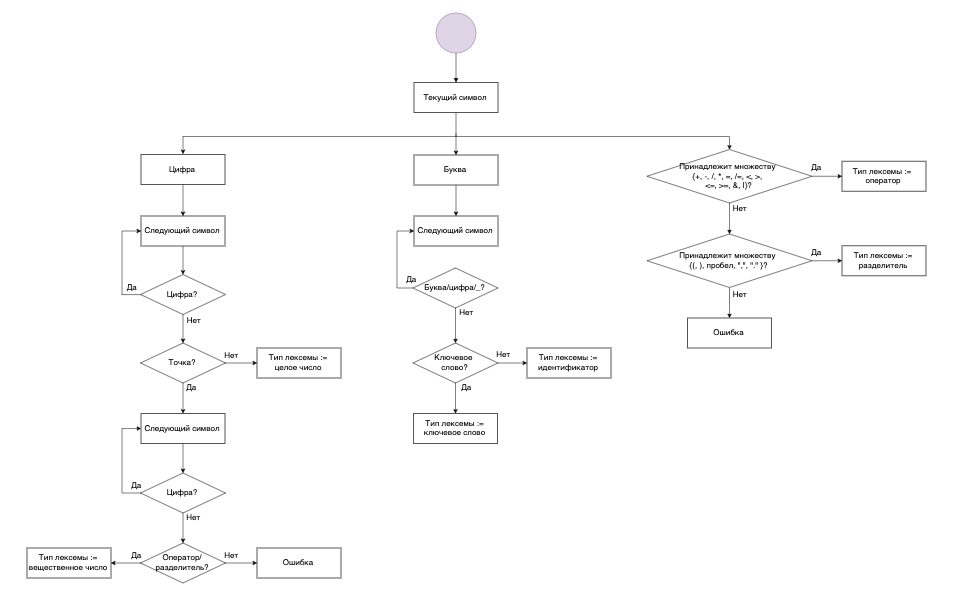 Текущий символ
Цифра
Следующий символ
Цифра?
Да
Нет
Точка?
Нет
Тип лексемы :=
целое число
Да
Следующий символ
Цифра?
Да
Нет
Оператор/
разделитель?
Да
Тип лексемы :=
вещественное число
Нет
Ошибка
Буква
Следующий символ
Буква/цифра/_?
Да
Нет
Ключевое
слово?
Нет
Тип лексемы :=
идентификатор
Да
Тип лексемы :=
ключевое слово
Принадлежит множеству
{+, -, /, *, =, /=, <, >,
<=, >=, &, !}?
Да
Тип лексемы :=
оператор
Нет
Принадлежит множеству
{(, ), пробел, ",", "." }?
Да
Тип лексемы :=
разделитель
Нет
Ошибка